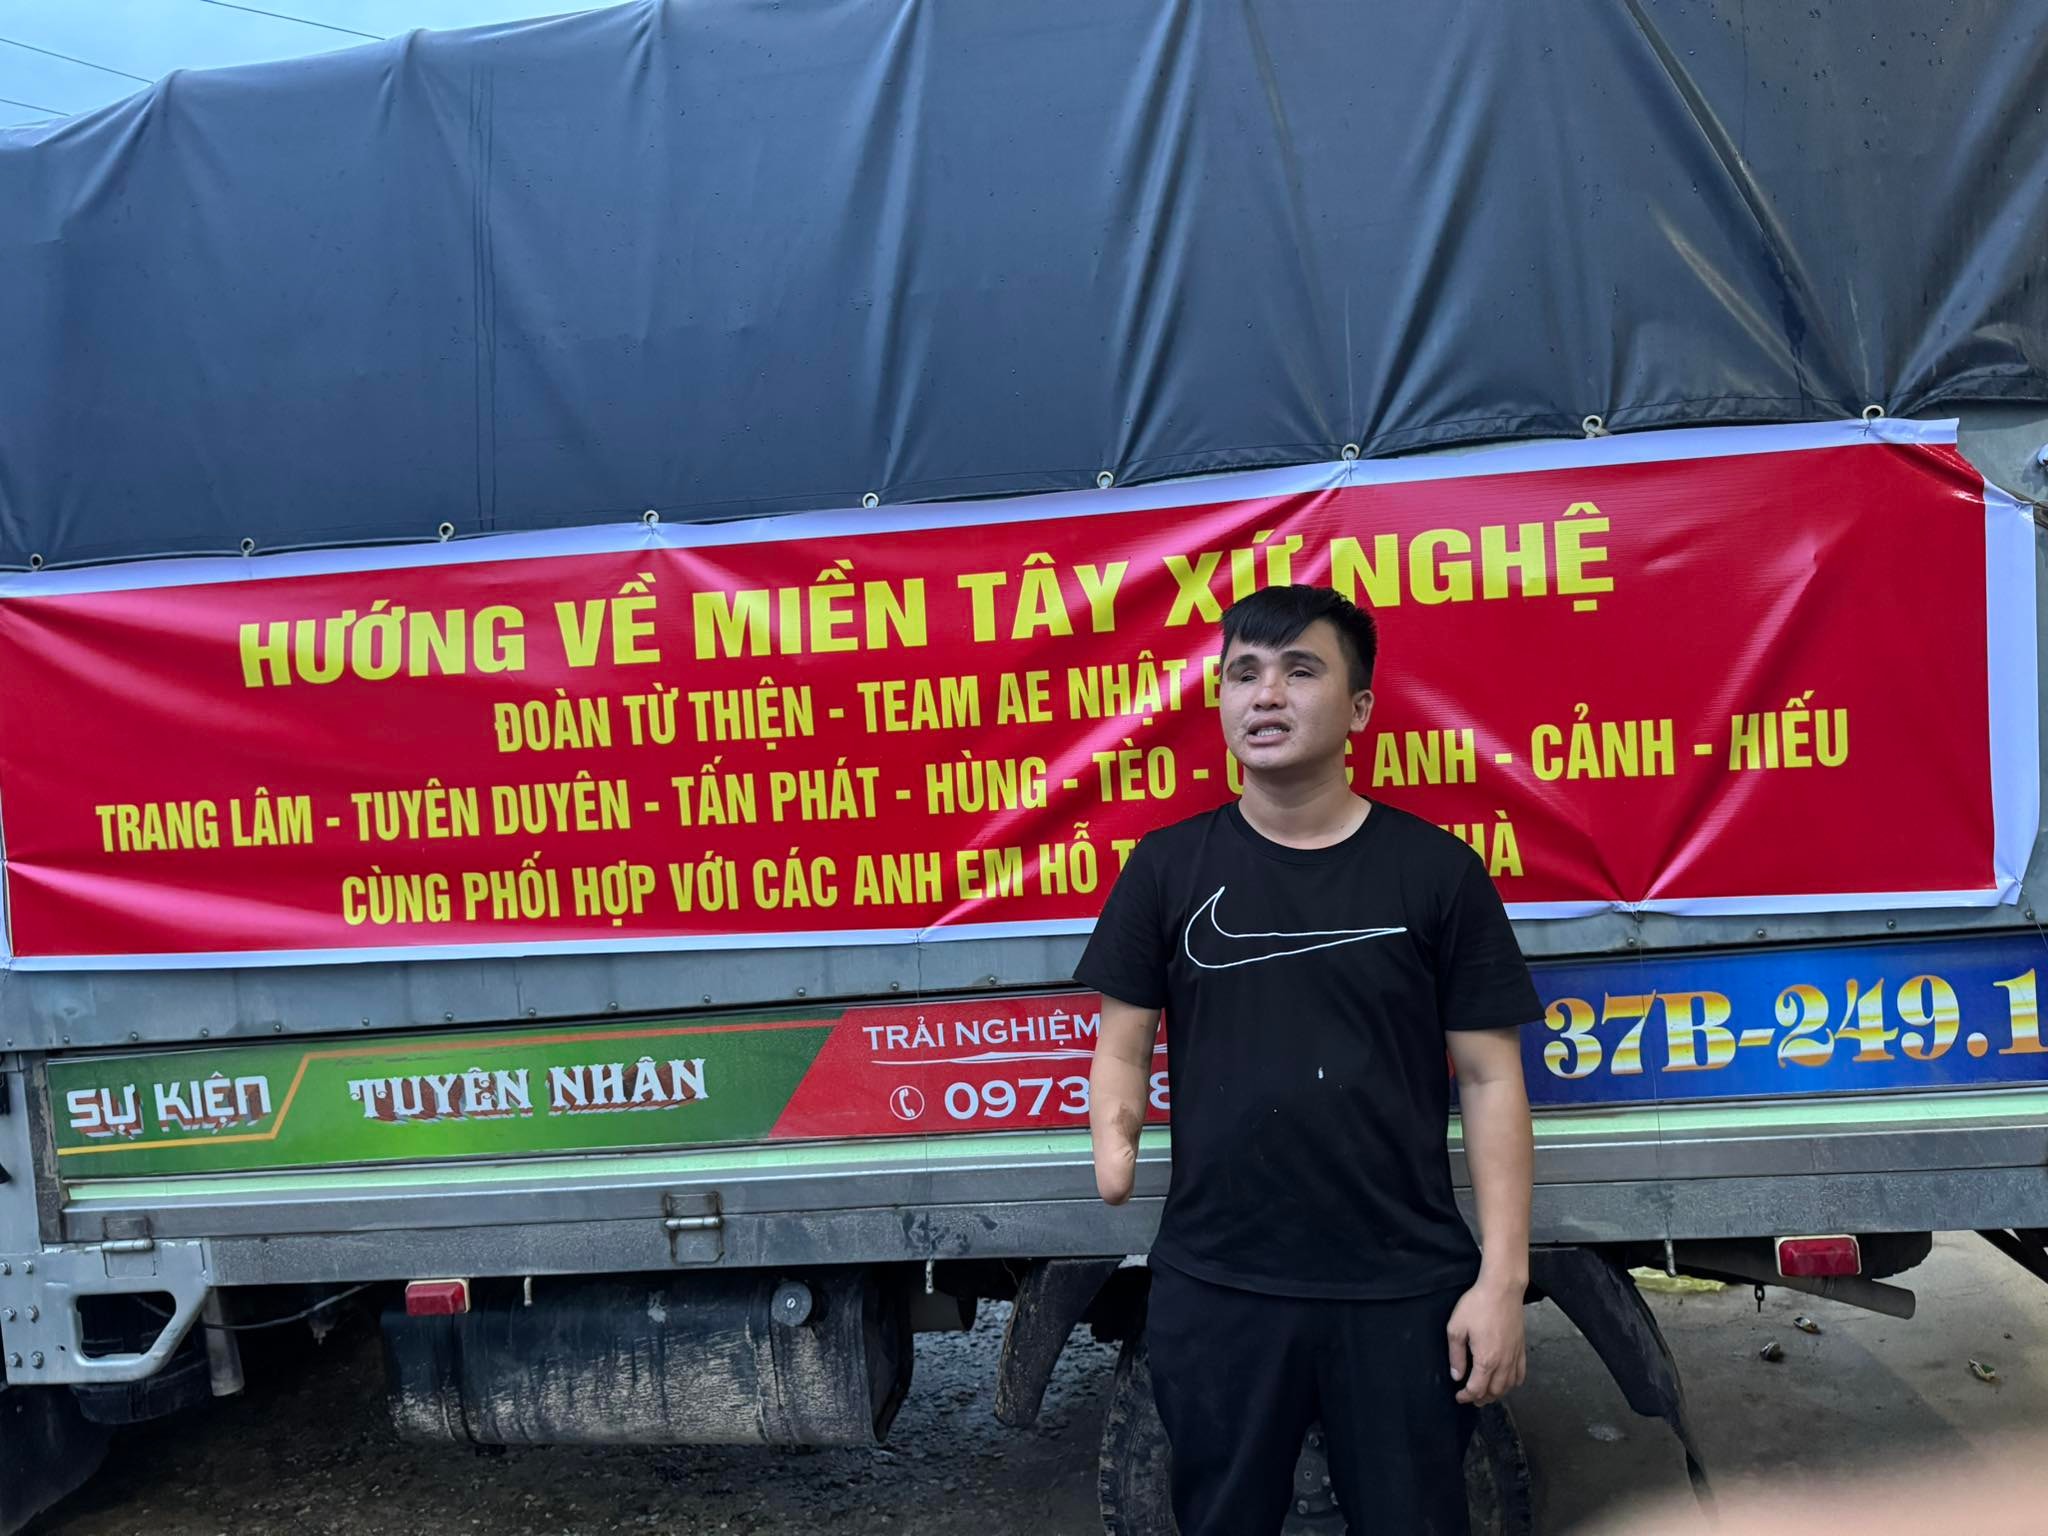 HƯỚNG VỀ MIỀN TÂY XỨ NGHỆ
ĐOÀN TỪ THIỆN - TEAM AE NHẬT
TRANG LÂM - TUYÊN DUYÊN - TẤN PHÁT - HÙNG - TÈO - ANH - CẢNH - HIẾU
CÙNG PHỐI HỢP VỚI CÁC ANH EM HỖ
SỰ KIỆN TUYÊN NHÂN
TRẢI NGHIỆM
0973
37B-249.1